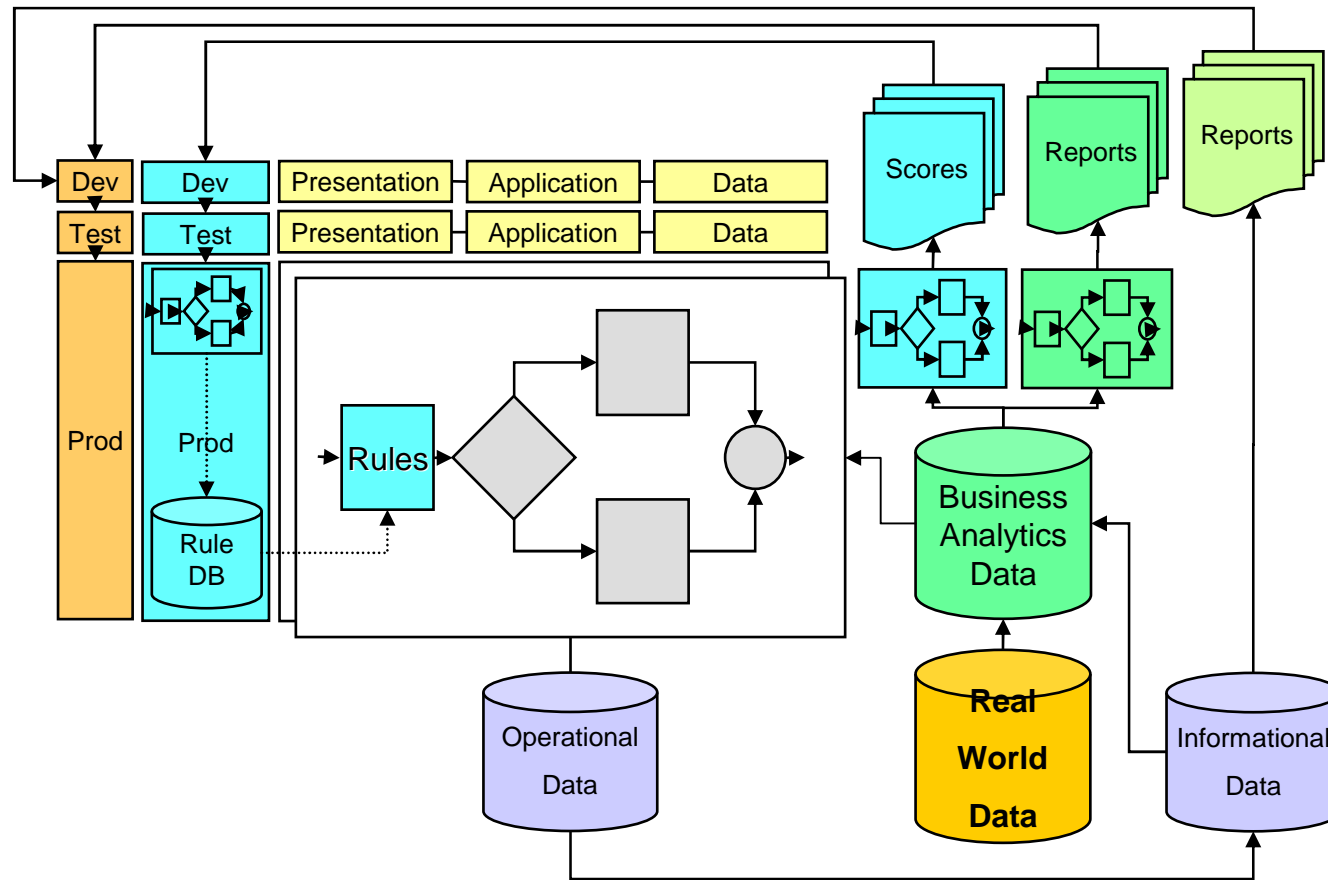 Reports
Reports
Scores
Dev
Dev
Presentation
Application
Data
Test
Test
Presentation
Application
Data
Prod
Prod
Rules
Rule
DB
Business
Analytics
Data
Operational
Data
Real
World
Data
Informational
Data